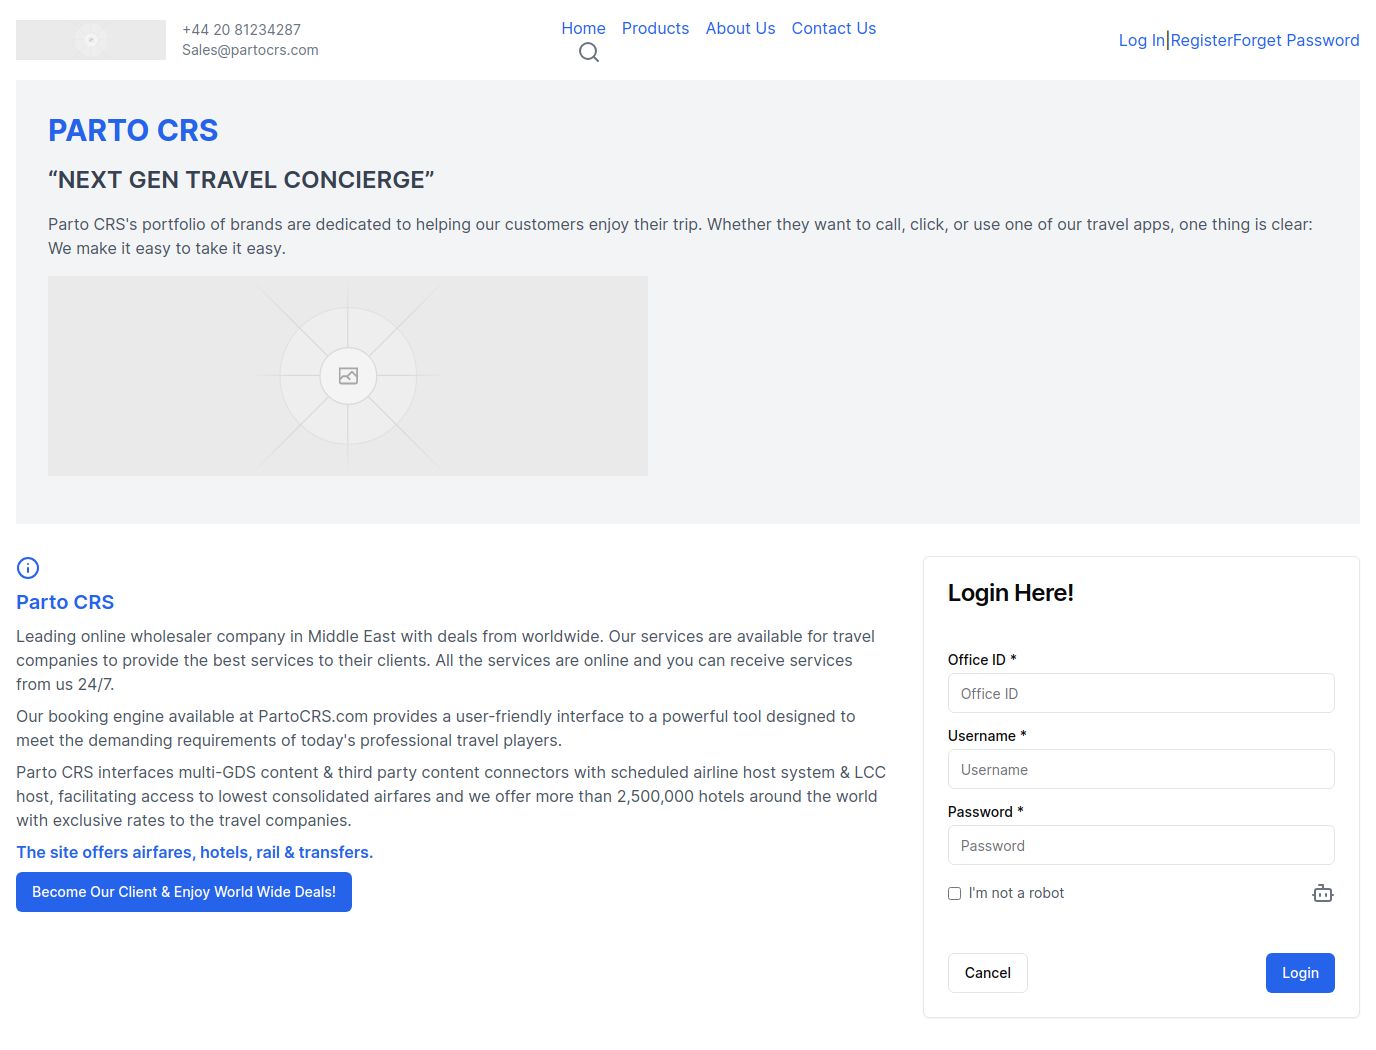 +44 20 81234287
Sales@partocrs.com
Home Products About Us Contact Us
Log In|RegisterForget Password
PARTO CRS
“NEXT GEN TRAVEL CONCIERGE”
Parto CRS's portfolio of brands are dedicated to helping our customers enjoy their trip. Whether they want to call, click, or use one of our travel apps, one thing is clear:
We make it easy to take it easy.
Parto CRS
Leading online wholesaler company in Middle East with deals from worldwide. Our services are available for travel
companies to provide the best services to their clients. All the services are online and you can receive services
from us 24/7.
Our booking engine available at PartoCRS.com provides a user-friendly interface to a powerful tool designed to
meet the demanding requirements of today's professional travel players.
Parto CRS interfaces multi-GDS content & third party content connectors with scheduled airline host system & LCC
host, facilitating access to lowest consolidated airfares and we offer more than 2,500,000 hotels around the world
with exclusive rates to the travel companies.
The site offers airfares, hotels, rail & transfers.
Become Our Client & Enjoy World Wide Deals!
Login Here!
Office ID *
Office ID
Username *
Username
Password *
Password
I'm not a robot
Cancel
Login